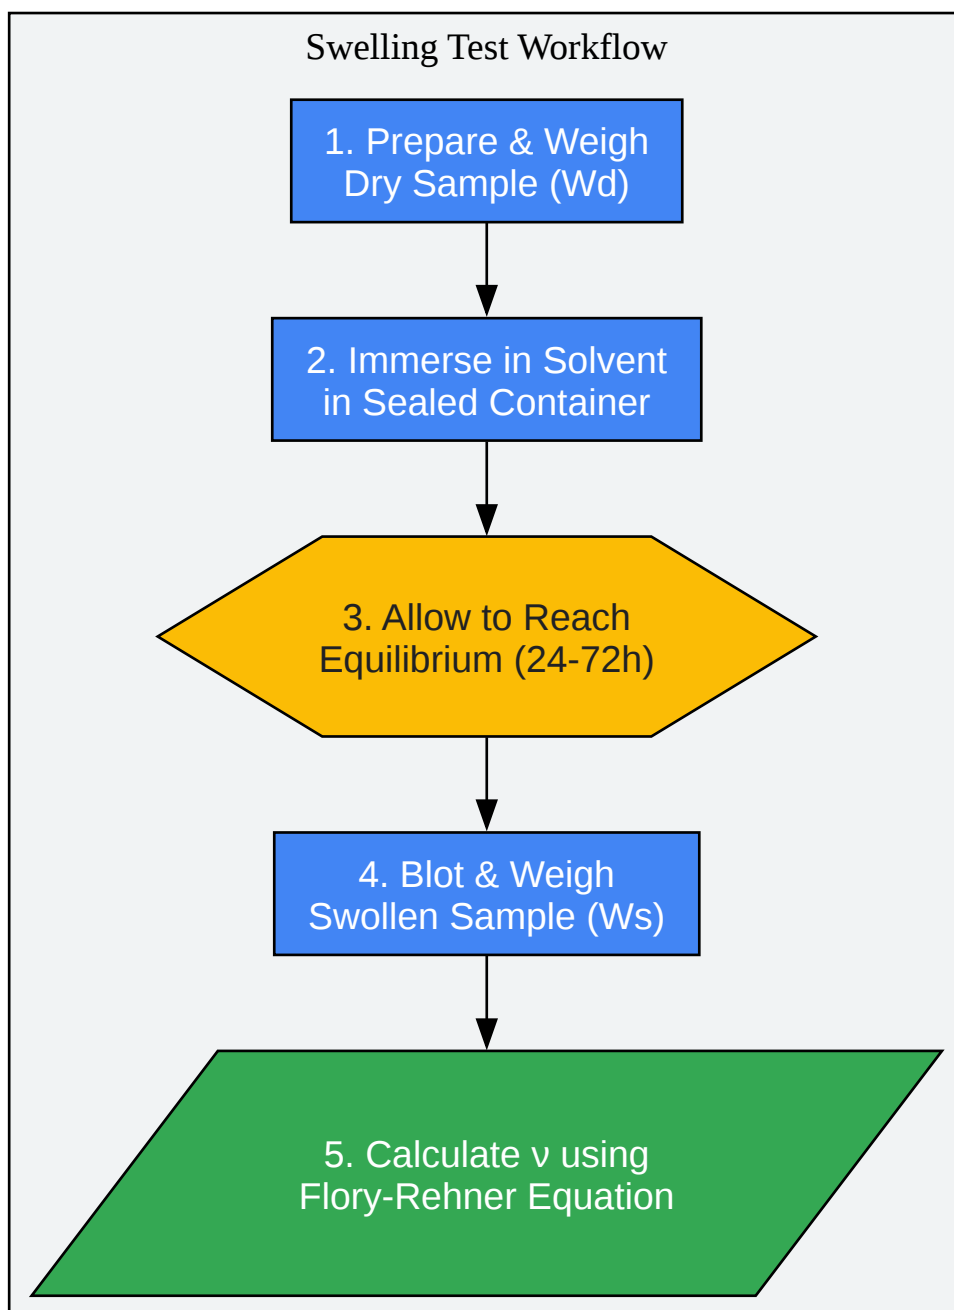 Swelling Test Workflow
1. Prepare & Weigh
Dry Sample (Wd)
2. Immerse in Solvent
in Sealed Container
3. Allow to Reach
Equilibrium (24-72h)
4. Blot & Weigh
Swollen Sample (Ws)
5. Calculate ν using
Flory-Rehner Equation